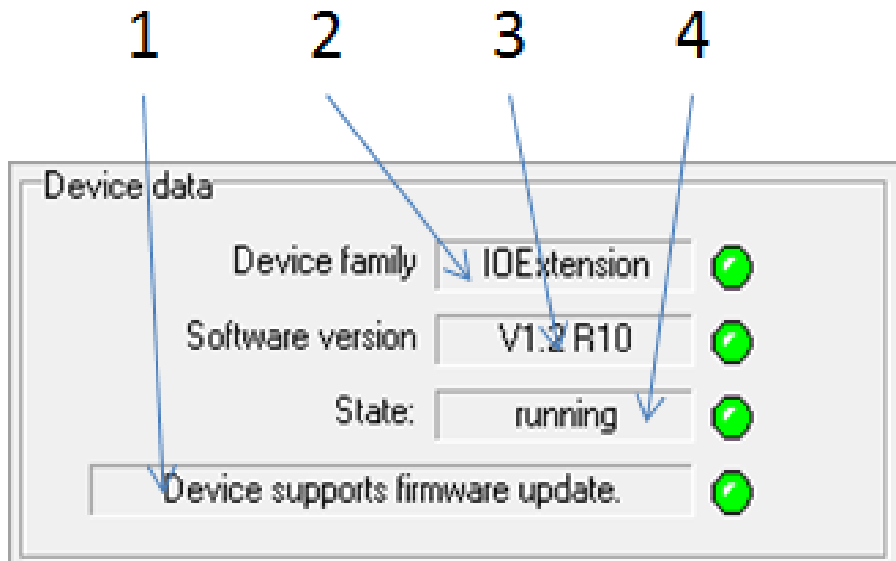 1 2 3 4
Device data
Device family IOExtension
Software version V1.2 R10
State: running
Device supports firmware update.